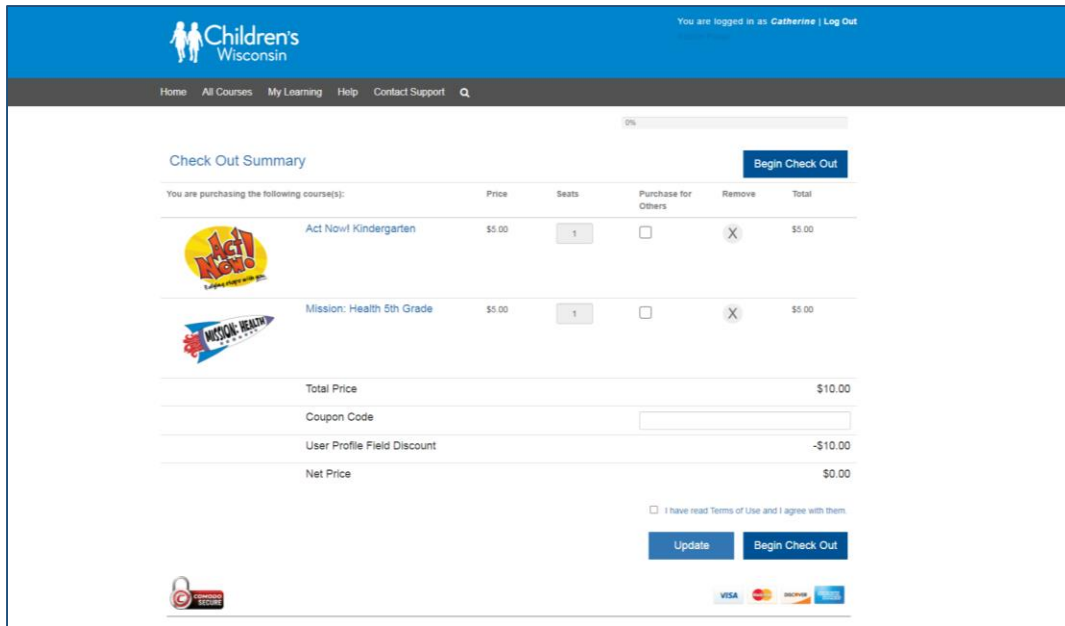 Children's
Wisconsin
You are logged in as Catherine | Log Out
Home All Courses My Learning Help Contact Support
0%
Check Out Summary
Begin Check Out
You are purchasing the following course(s): Price Seats Purchase for Others Remove Total
ACT NOW!
Act Now! Kindergarten $5.00 1 X $5.00
MISSION: HEALTH
Mission: Health 5th Grade $5.00 1 X $5.00
Total Price $10.00
Coupon Code
User Profile Field Discount -$10.00
Net Price $0.00
I have read Terms of Use and I agree with them.
Update Begin Check Out
COMODO
SECURE
VISA MasterCard DISCOVER